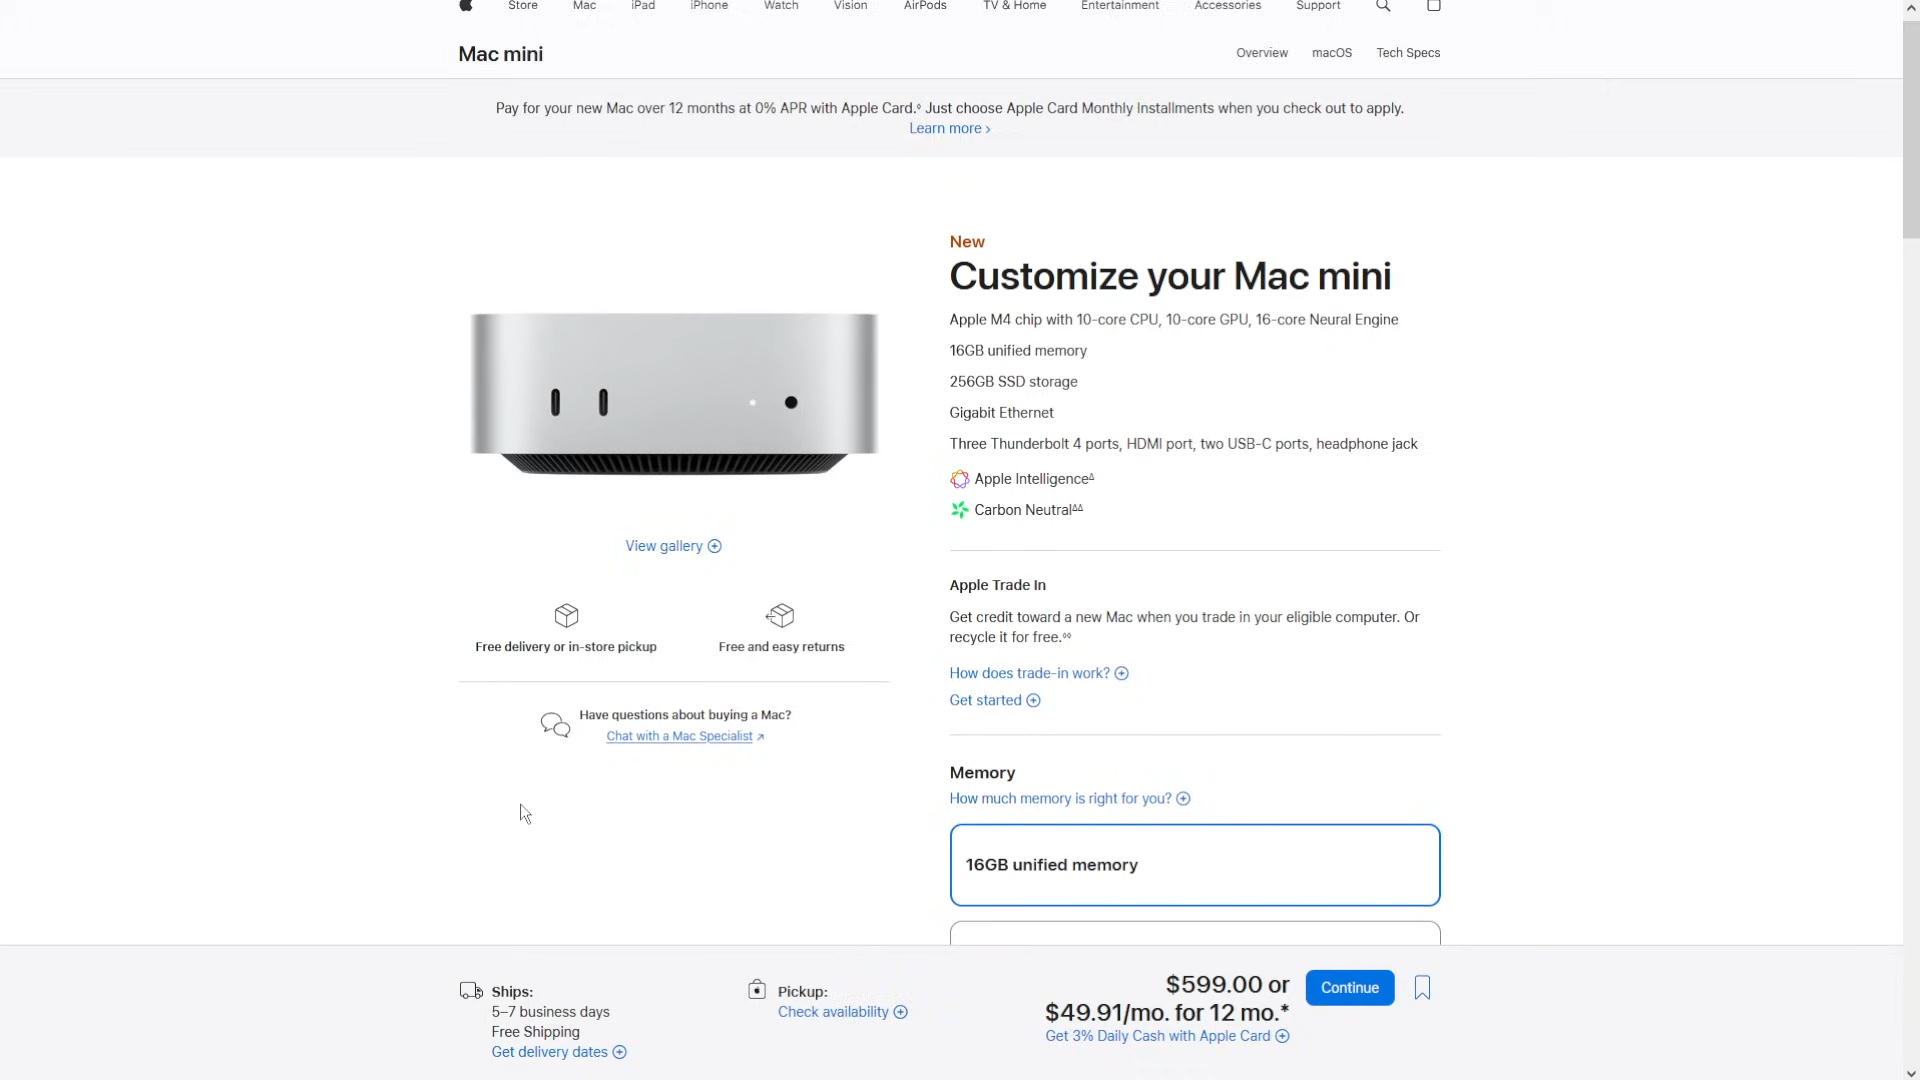 Store Mac iPad iPhone Watch Vision AirPods TV & Home Entertainment Accessories Support
Mac mini
Overview macOS Tech Specs
Pay for your new Mac over 12 months at 0% APR with Apple Card.◊ Just choose Apple Card Monthly Installments when you check out to apply.
Learn more ›
New
Customize your Mac mini
Apple M4 chip with 10-core CPU, 10-core GPU, 16-core Neural Engine
16GB unified memory
256GB SSD storage
Gigabit Ethernet
Three Thunderbolt 4 ports, HDMI port, two USB-C ports, headphone jack
Apple IntelligenceΔ
Carbon NeutralΔΔ
View gallery
Free delivery or in-store pickup
Free and easy returns
Have questions about buying a Mac?
Chat with a Mac Specialist ↗
Apple Trade In
Get credit toward a new Mac when you trade in your eligible computer. Or
recycle it for free.◊◊
How does trade-in work?
Get started
Memory
How much memory is right for you?
16GB unified memory
Ships:
5–7 business days
Free Shipping
Get delivery dates
Pickup:
Check availability
$599.00 or
$49.91/mo. for 12 mo.*
Get 3% Daily Cash with Apple Card
Continue